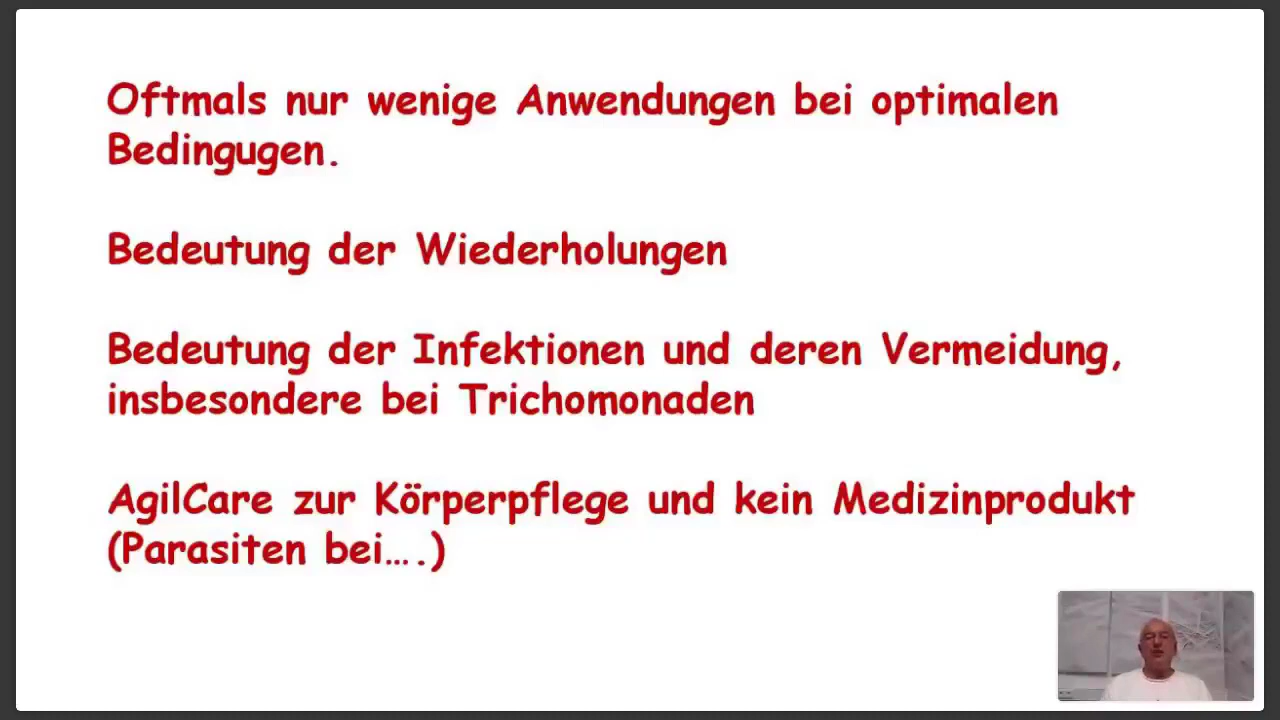 Oftmals nur wenige Anwendungen bei optimalen
Bedingugen.
Bedeutung der Wiederholungen
Bedeutung der Infektionen und deren Vermeidung,
insbesondere bei Trichomonaden
AgilCare zur Körperpflege und kein Medizinprodukt
(Parasiten bei….)